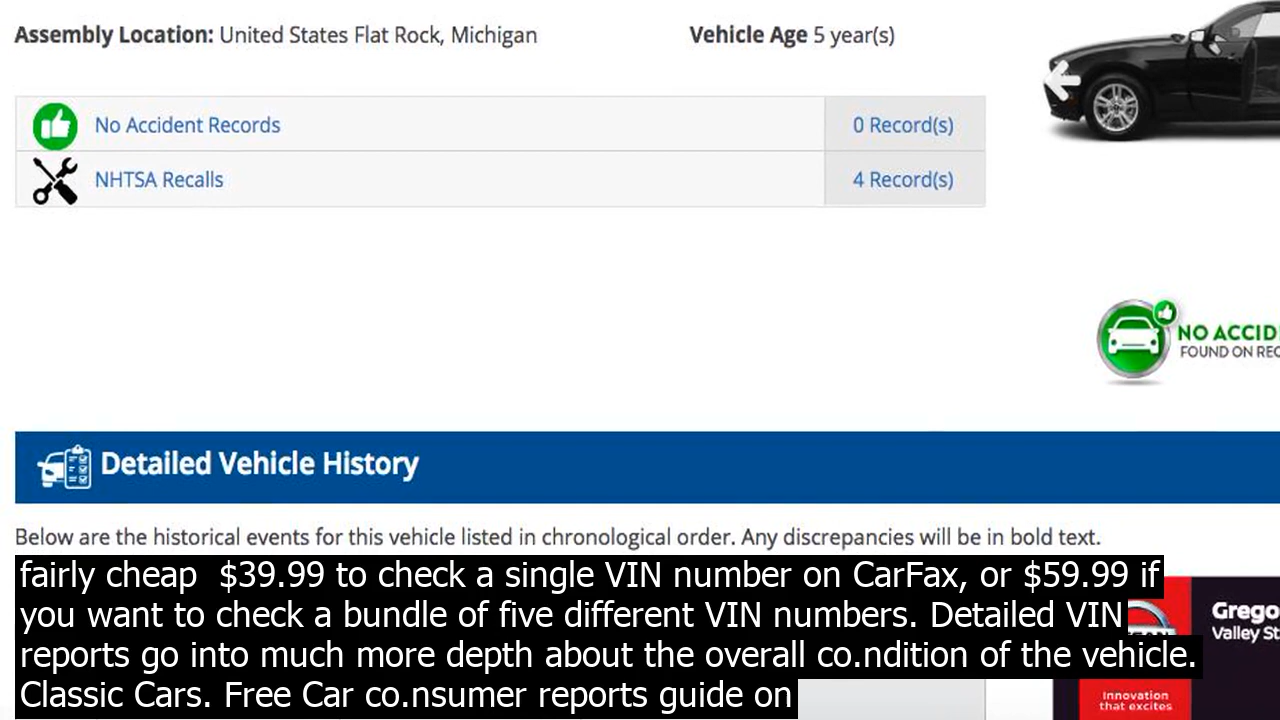 Assembly Location: United States Flat Rock, Michigan
Vehicle Age 5 year(s)
No Accident Records
0 Record(s)
NHTSA Recalls
4 Record(s)
NO ACCID
FOUND ON REC
Detailed Vehicle History
Below are the historical events for this vehicle listed in chronological order. Any discrepancies will be in bold text.
fairly cheap  $39.99 to check a single VIN number on CarFax, or $59.99 if
you want to check a bundle of five different VIN numbers. Detailed VIN
reports go into much more depth about the overall co.ndition of the vehicle.
Classic Cars. Free Car co.nsumer reports guide on
Grego
Valley St
Innovation
that excites